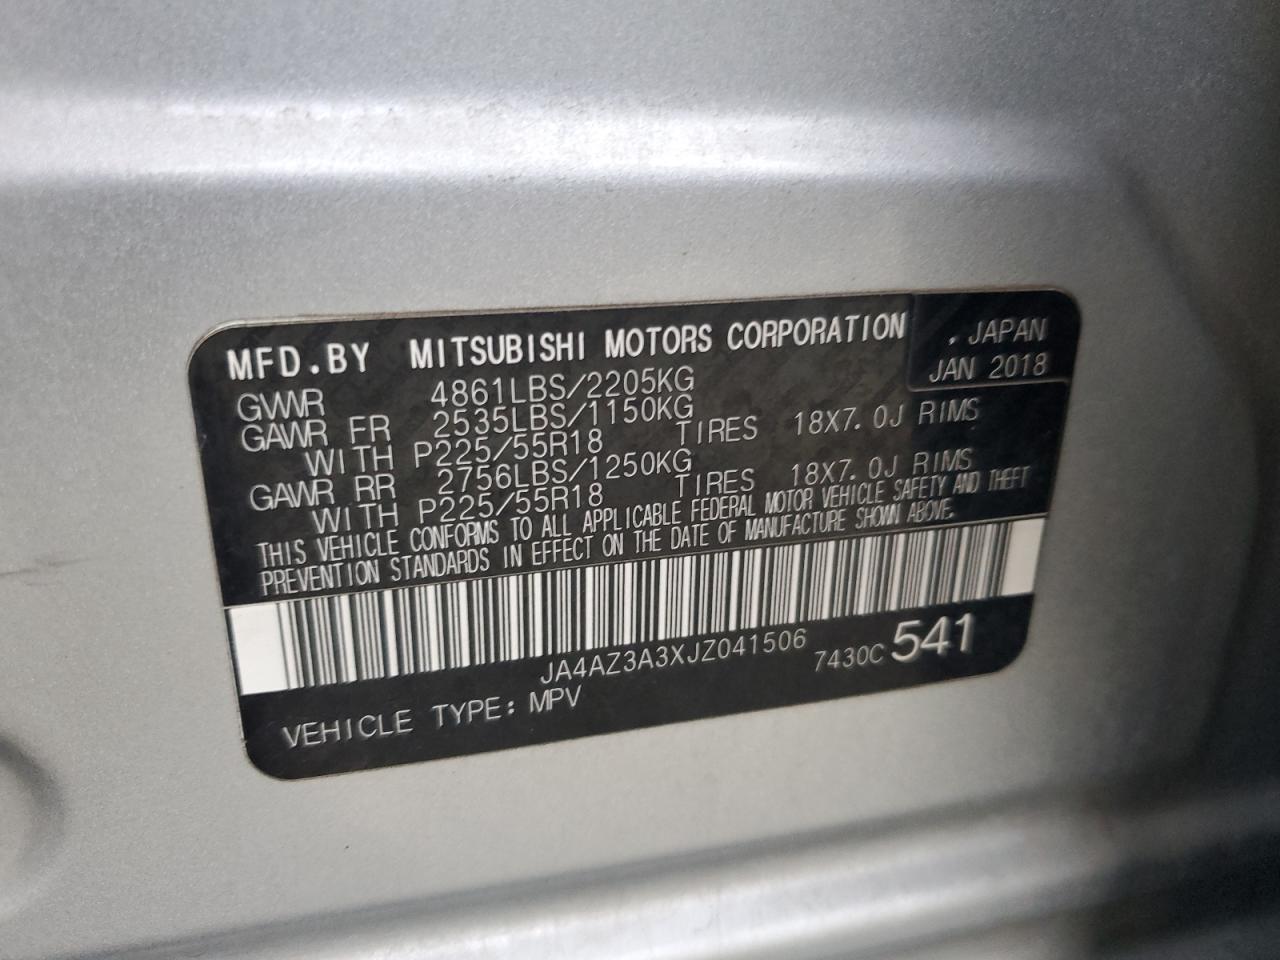 MFD.BY MITSUBISHI MOTORS CORPORATION
. JAPAN
JAN 2018
GVWR 4861LBS/2205KG
GAWR FR 2535LBS/1150KG
WITH P225/55R18 TIRES 18X7.0J RIMS
GAWR RR 2756LBS/1250KG
WITH P225/55R18 TIRES 18X7.0J RIMS
THIS VEHICLE CONFORMS TO ALL APPLICABLE FEDERAL MOTOR VEHICLE SAFETY AND THEFT
PREVENTION STANDARDS IN EFFECT ON THE DATE OF MANUFACTURE SHOWN ABOVE.
JA4AZ3A3XJZ041506
7430C 541
VEHICLE TYPE: MPV